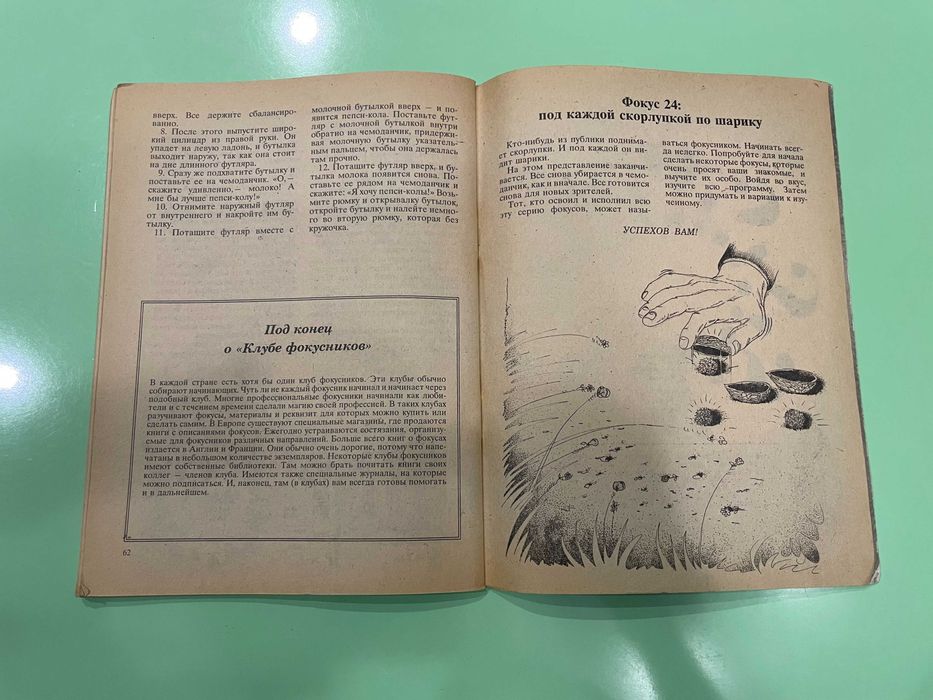 вверх. Все держите сбалансиро-
ванно.
8. После этого выпустите широ-
кий цилиндр из правой руки. Он
упадет на левую ладонь, и бутылка
выходит наружу, так как она стоит
на дне длинного футляра.
9. Сразу же подхватите бутылку и
поставьте ее на чемоданчик. «О,—
скажите удивленно,— молоко! А
мне бы лучше пепси-колу!»
10. Отнимите наружный футляр
от внутреннего и накройте им бу-
тылку.
11. Потащите футляр вместе с
молочной бутылкой вверх — и по-
явится пепси-кола. Поставьте фут-
ляр с молочной бутылкой внутри
обратно на чемоданчик, придержи-
вая молочную бутылку указатель-
ным пальцем, чтобы она держалась
там прочно.
12. Потащите футляр вверх, и бу-
тылка молока появится снова. По-
ставьте ее рядом на чемоданчик и
скажите: «Я хочу пепси-колы!» Возь-
мите рюмку и открывалку бутылок,
откройте бутылку и налейте немно-
го во вторую рюмку, которая без
кружочка.
Под конец
о «Клубе фокусников»
В каждой стране есть хотя бы один клуб фокусников. Эти клубы обычно
собирают начинающих. Чуть ли не каждый фокусник начинал и начинает через
подобный клуб. Многие профессиональные фокусники начинали как люби-
тели и с течением времени сделали магию своей профессией. В таких клубах
разучивают фокусы, материалы и реквизит для которых можно купить или
сделать самим. В Европе существуют специальные магазины, где продаются
книги с описаниями фокусов. Ежегодно устраиваются состязания, организу-
емые для фокусников различных направлений. Больше всего книг о фокусах
издается в Англии и Франции. Они обычно очень дорогие, потому что напе-
чатаны в небольшом количестве экземпляров. Некоторые клубы фокусников
имеют собственные библиотеки. Там можно брать почитать книги своих
коллег — членов клуба. Имеются также специальные журналы, на которые
можно подписаться. И, наконец, там (в клубах) вам всегда готовы помогать
и в дальнейшем.
62
Фокус 24:
под каждой скорлупкой по шарику
Кто-нибудь из публики поднима-
ет скорлупки. И под каждой он ви-
дит шарики.
На этом представление заканчи-
вается. Все снова убирается в чемо-
данчик, как и вначале. Все готовится
снова для новых зрителей.
Тот, кто освоил и исполнил всю
эту серию фокусов, может назы-
ваться фокусником. Начинать всег-
да нелегко. Попробуйте для начала
сделать некоторые фокусы, которые
очень просят ваши знакомые, и
выучите их особо. Войдя во вкус,
изучите всю программу. Затем
можно придумать и вариации к изу-
ченному.
УСПЕХОВ ВАМ!